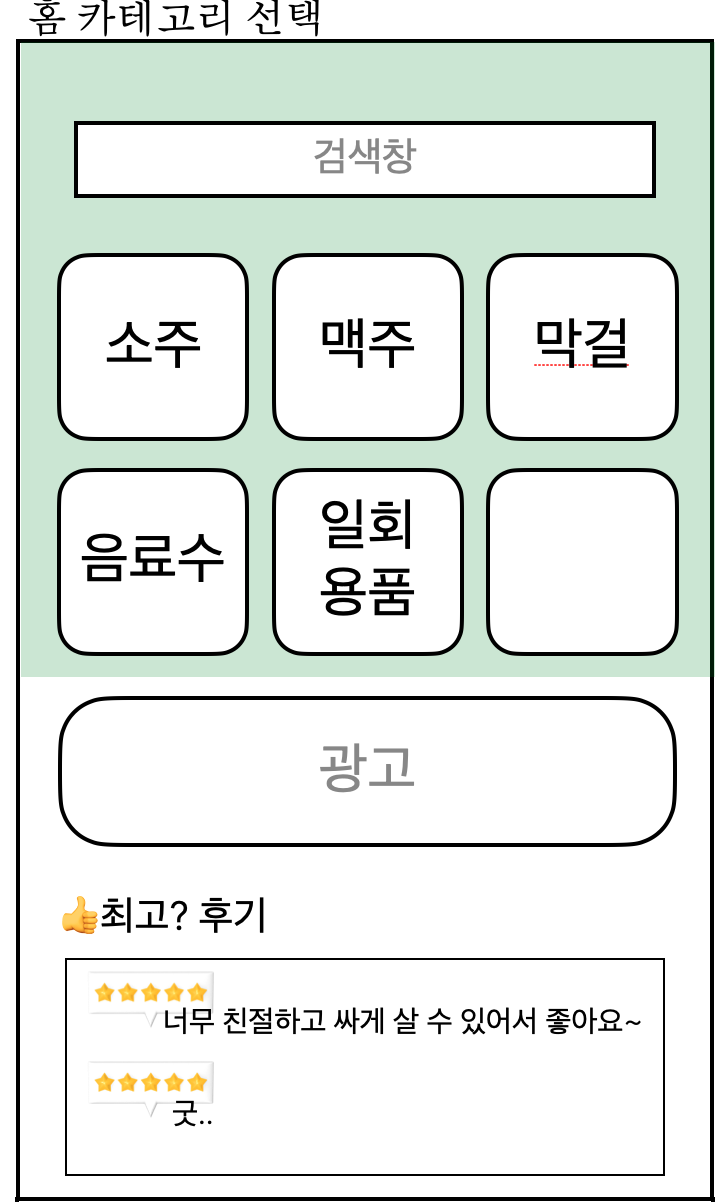 홈 카테고리 선택
검색창
소주
맥주
막걸
음료수
일회
용품
광고
👍최고? 후기
너무 친절하고 싸게 살 수 있어서 좋아요~
굿..